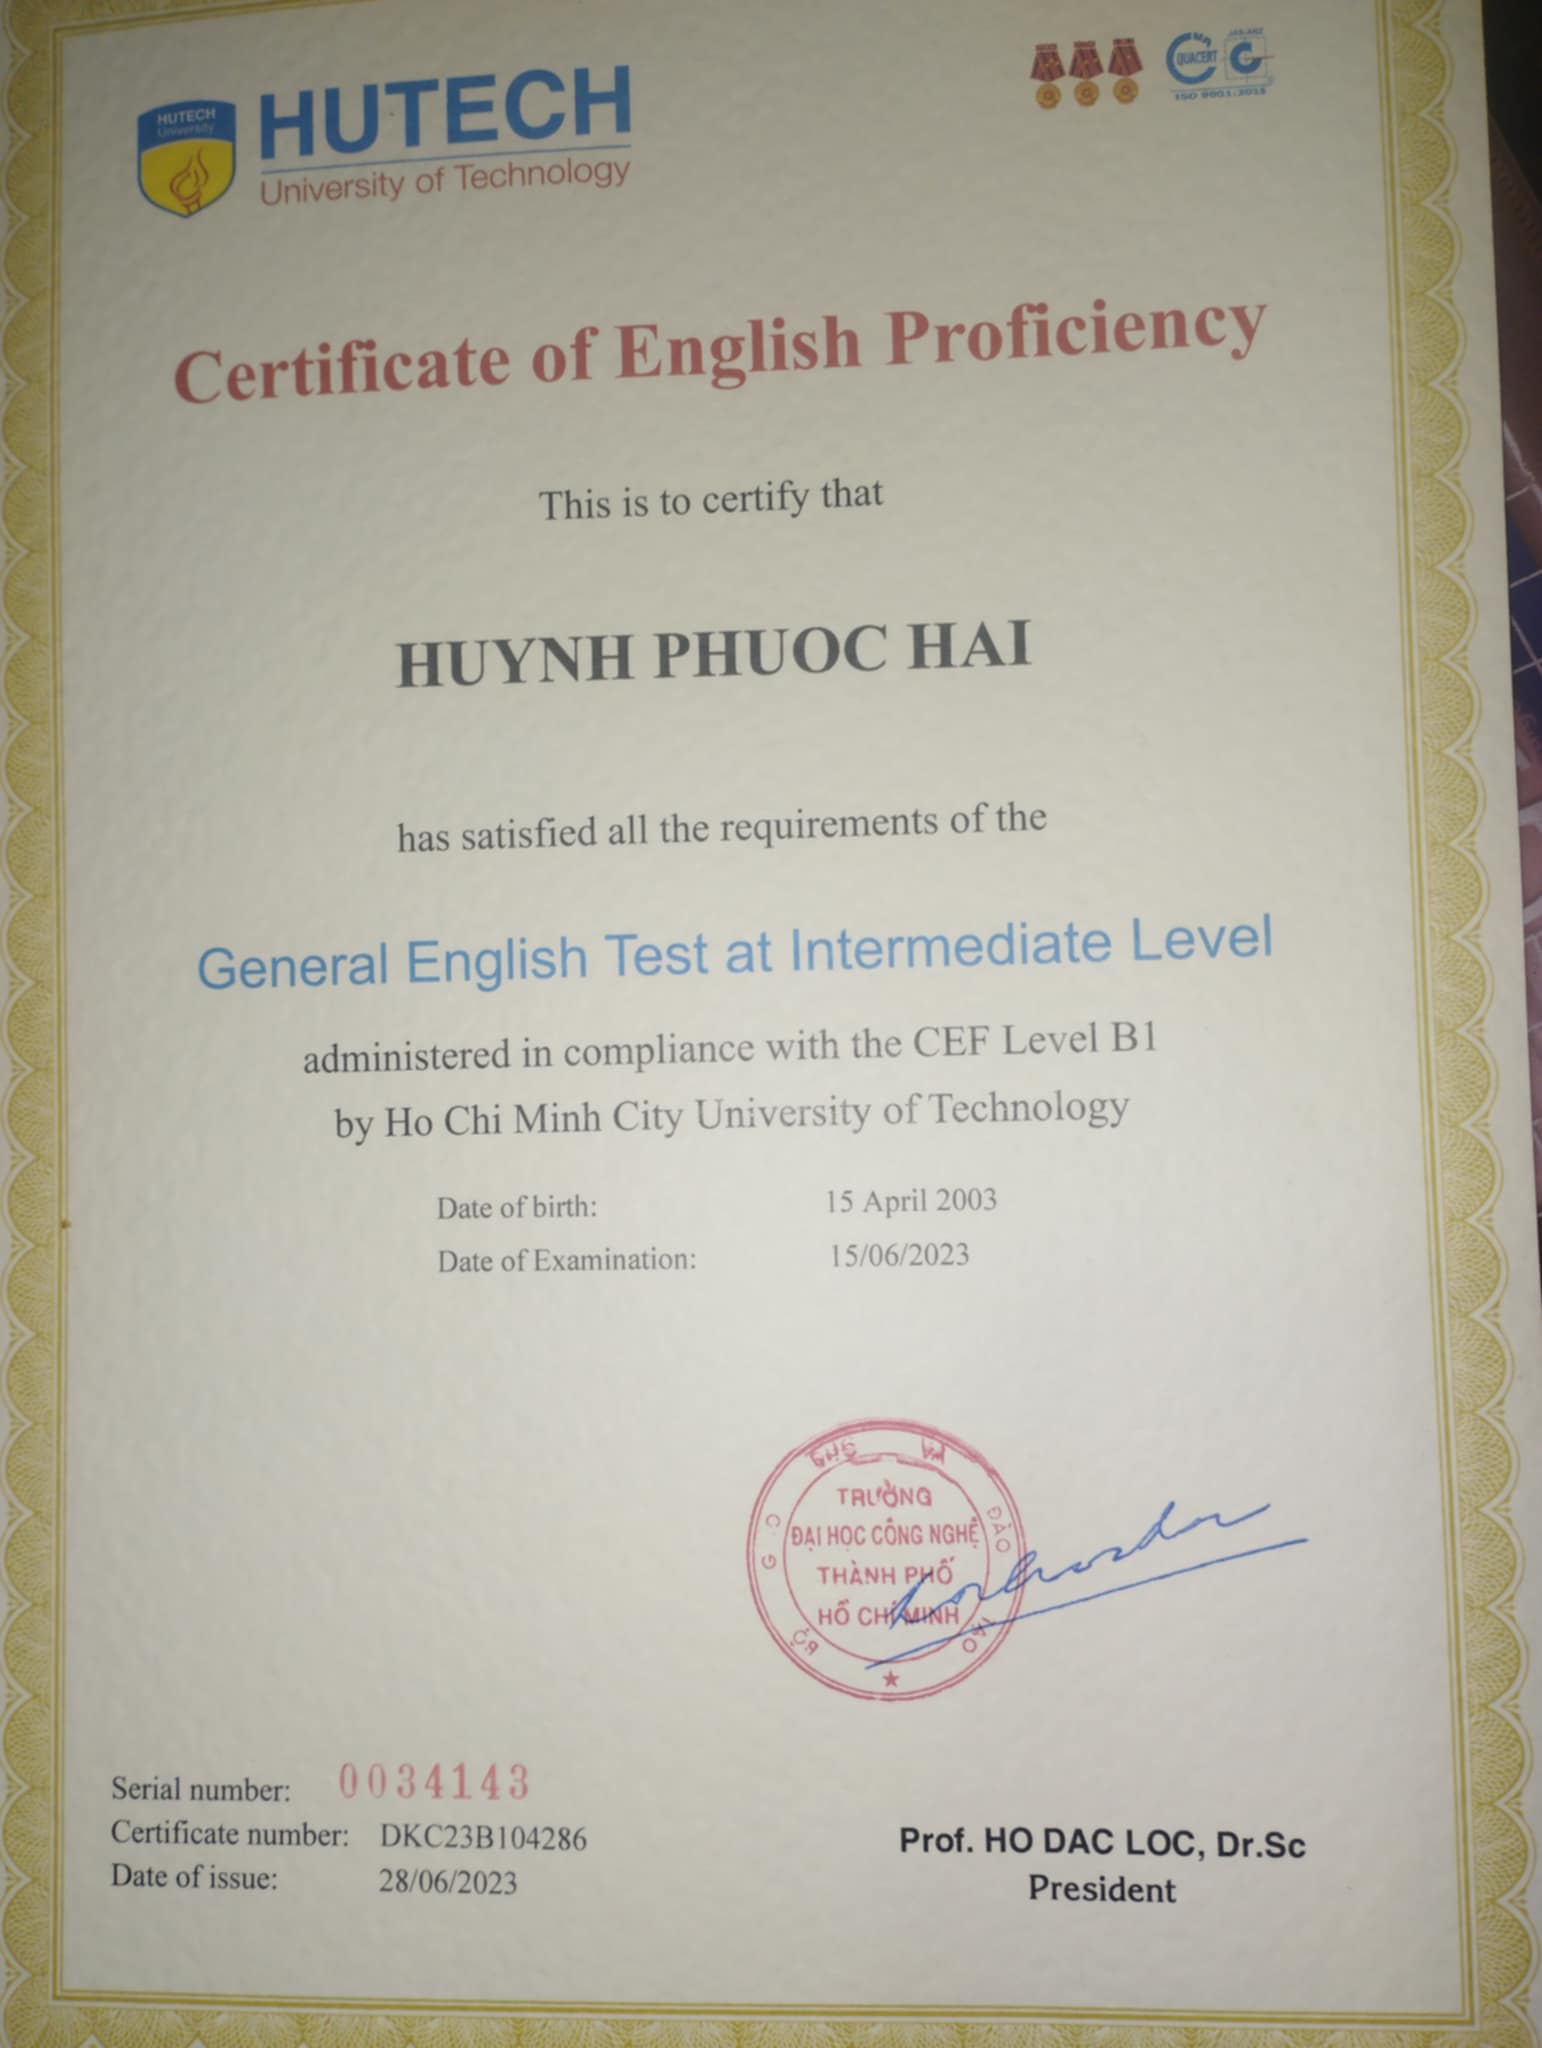 HUTECH
University
HUTECH
University of Technology
QUACERT
JAS-ANZ
ISO 9001:2015
Certificate of English Proficiency
This is to certify that
HUYNH PHUOC HAI
has satisfied all the requirements of the
General English Test at Intermediate Level
administered in compliance with the CEF Level B1
by Ho Chi Minh City University of Technology
Date of birth: 15 April 2003
Date of Examination: 15/06/2023
BỘ ĐÀO
TRƯỜNG
ĐẠI HỌC CÔNG NGHỆ
THÀNH PHỐ
HỒ CHÍ MINH
Serial number: 0034143
Certificate number: DKC23B104286
Date of issue: 28/06/2023
Prof. HO DAC LOC, Dr.Sc
President